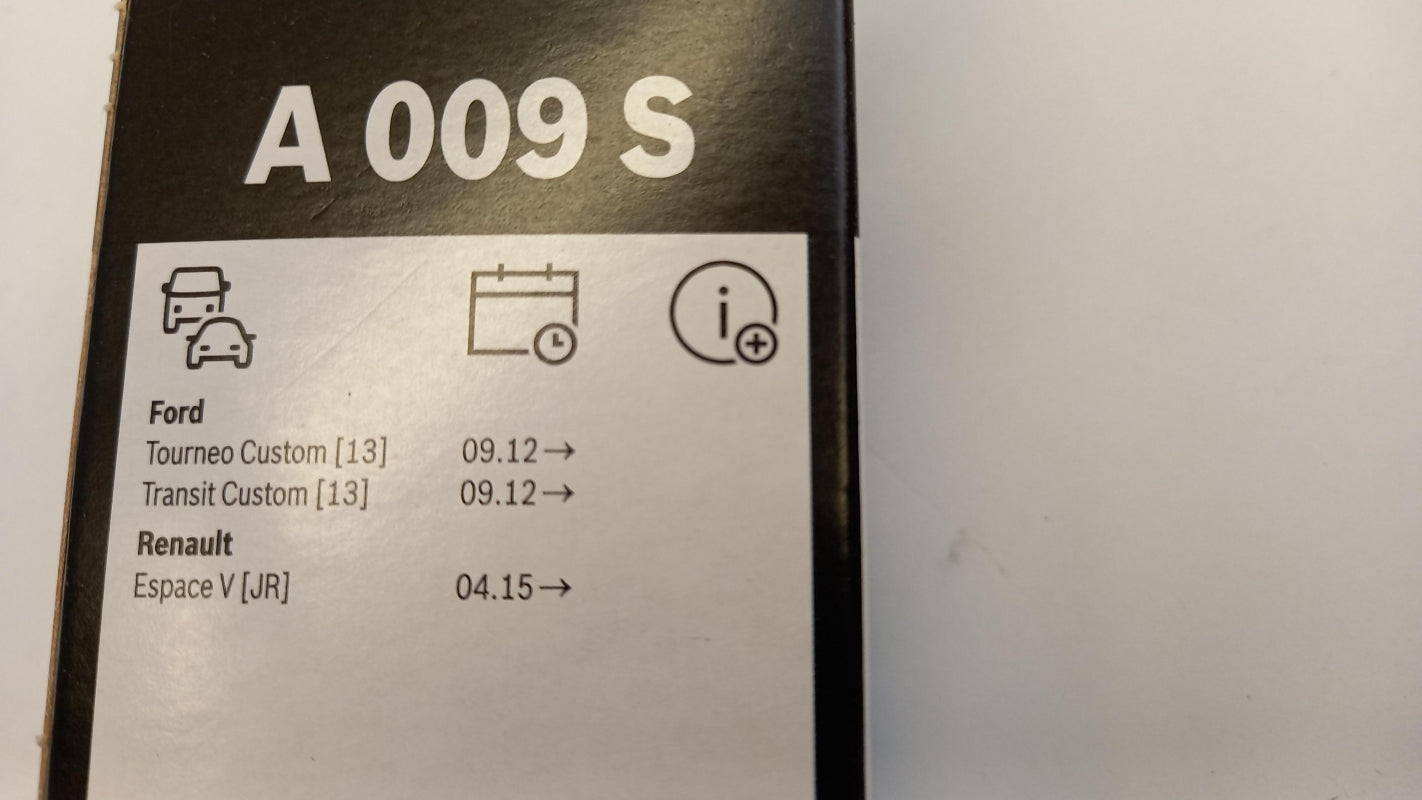 A 009 S
Ford
Tourneo Custom [13] 09.12→
Transit Custom [13] 09.12→
Renault
Espace V [JR] 04.15→